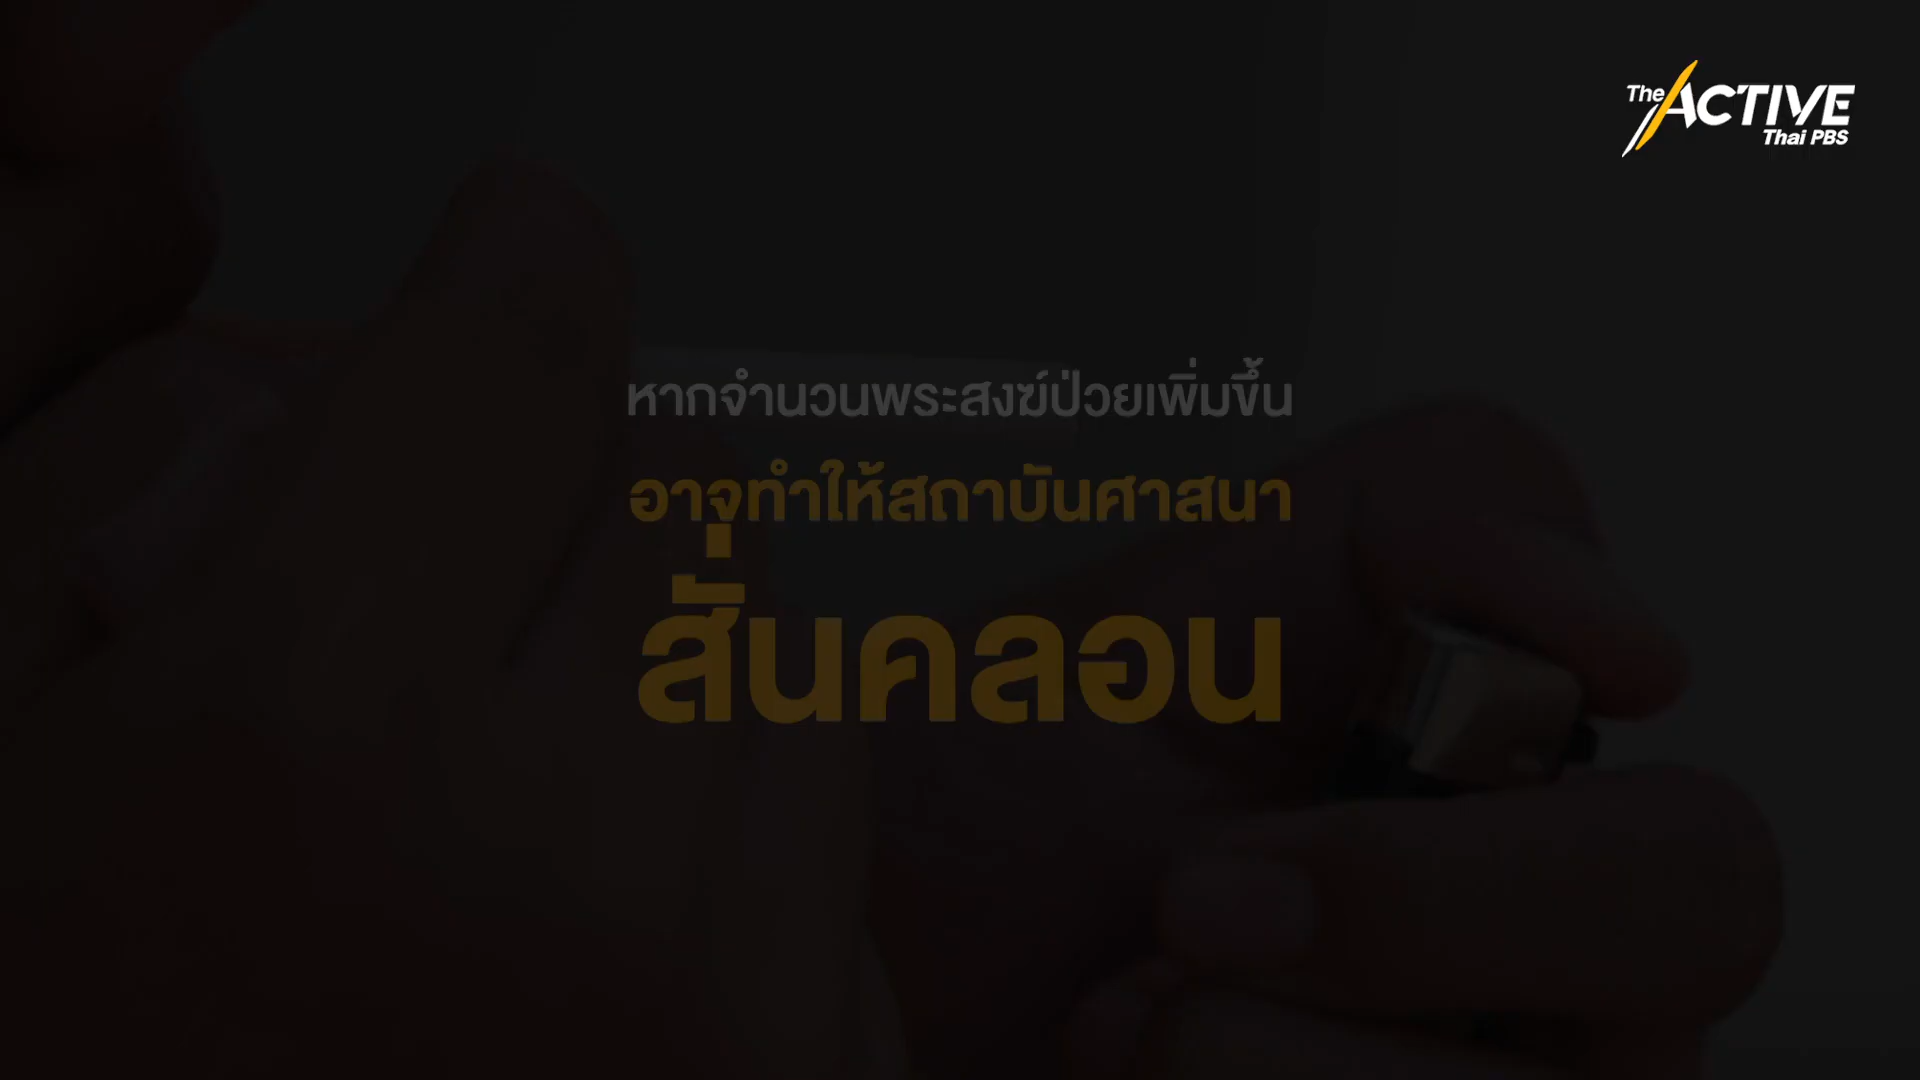 The ACTIVE
Thai PBS
หากจำนวนพระสงฆ์ป่วยเพิ่มขึ้น
อาจทำให้สถาบันศาสนา
สั่นคลอน